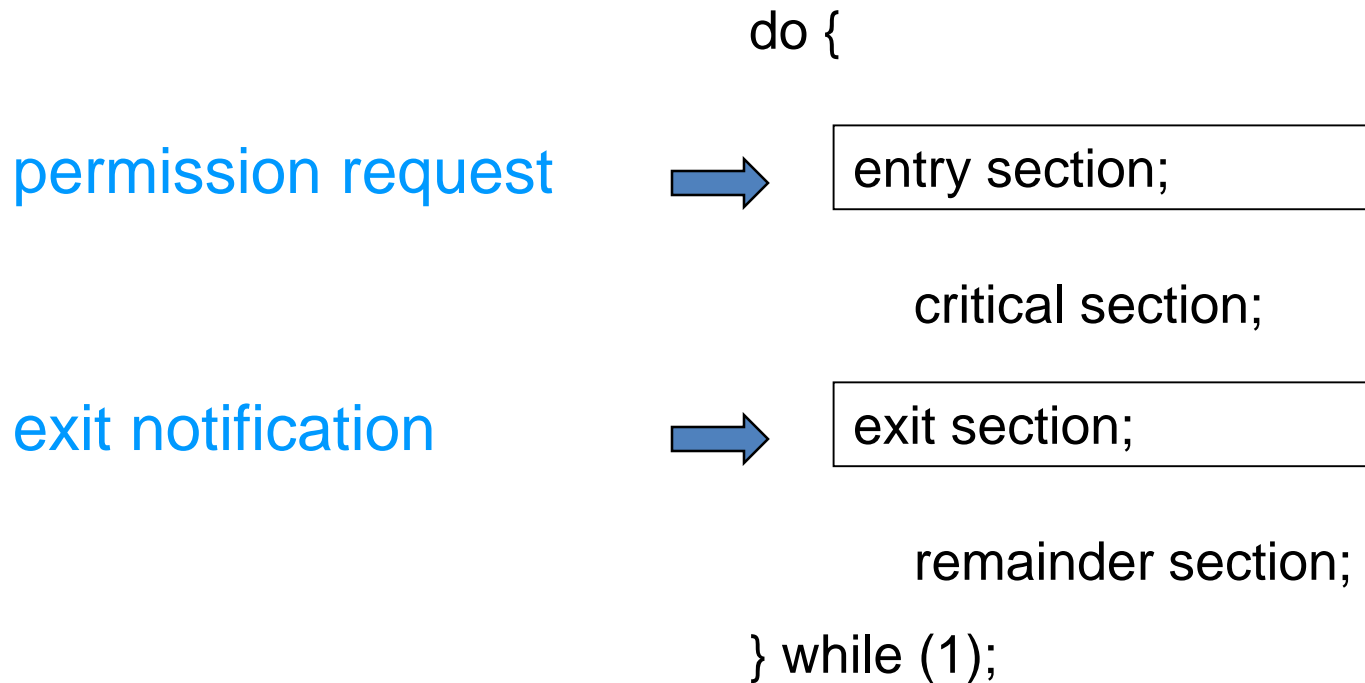 do {
permission request entry section;
critical section;
exit notification exit section;
remainder section;
} while (1);